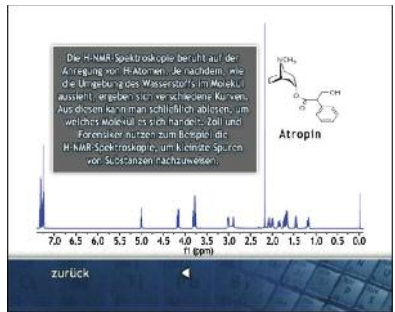 Die H-NMR-Spektroskopie beruht auf der
Anregung von H-Atomen. Je nachdem, wie
die Umgebung des Wasserstoffs im Molekül
aussieht, ergeben sich verschiedene Kurven.
Aus diesen kann man schließlich ablesen, um
welches Molekül es sich handelt. Zoll und
Forensiker nutzen zum Beispiel die
H-NMR-Spektroskopie, um kleinste Spuren
von Substanzen nachzuweisen.
CH₃
N
O
O
OH
Atropin
7.0 6.5 6.0 5.5 5.0 4.5 4.0 3.5 3.0 2.5 2.0 1.5 1.0 0.5 0.0
f1 (ppm)
zurück